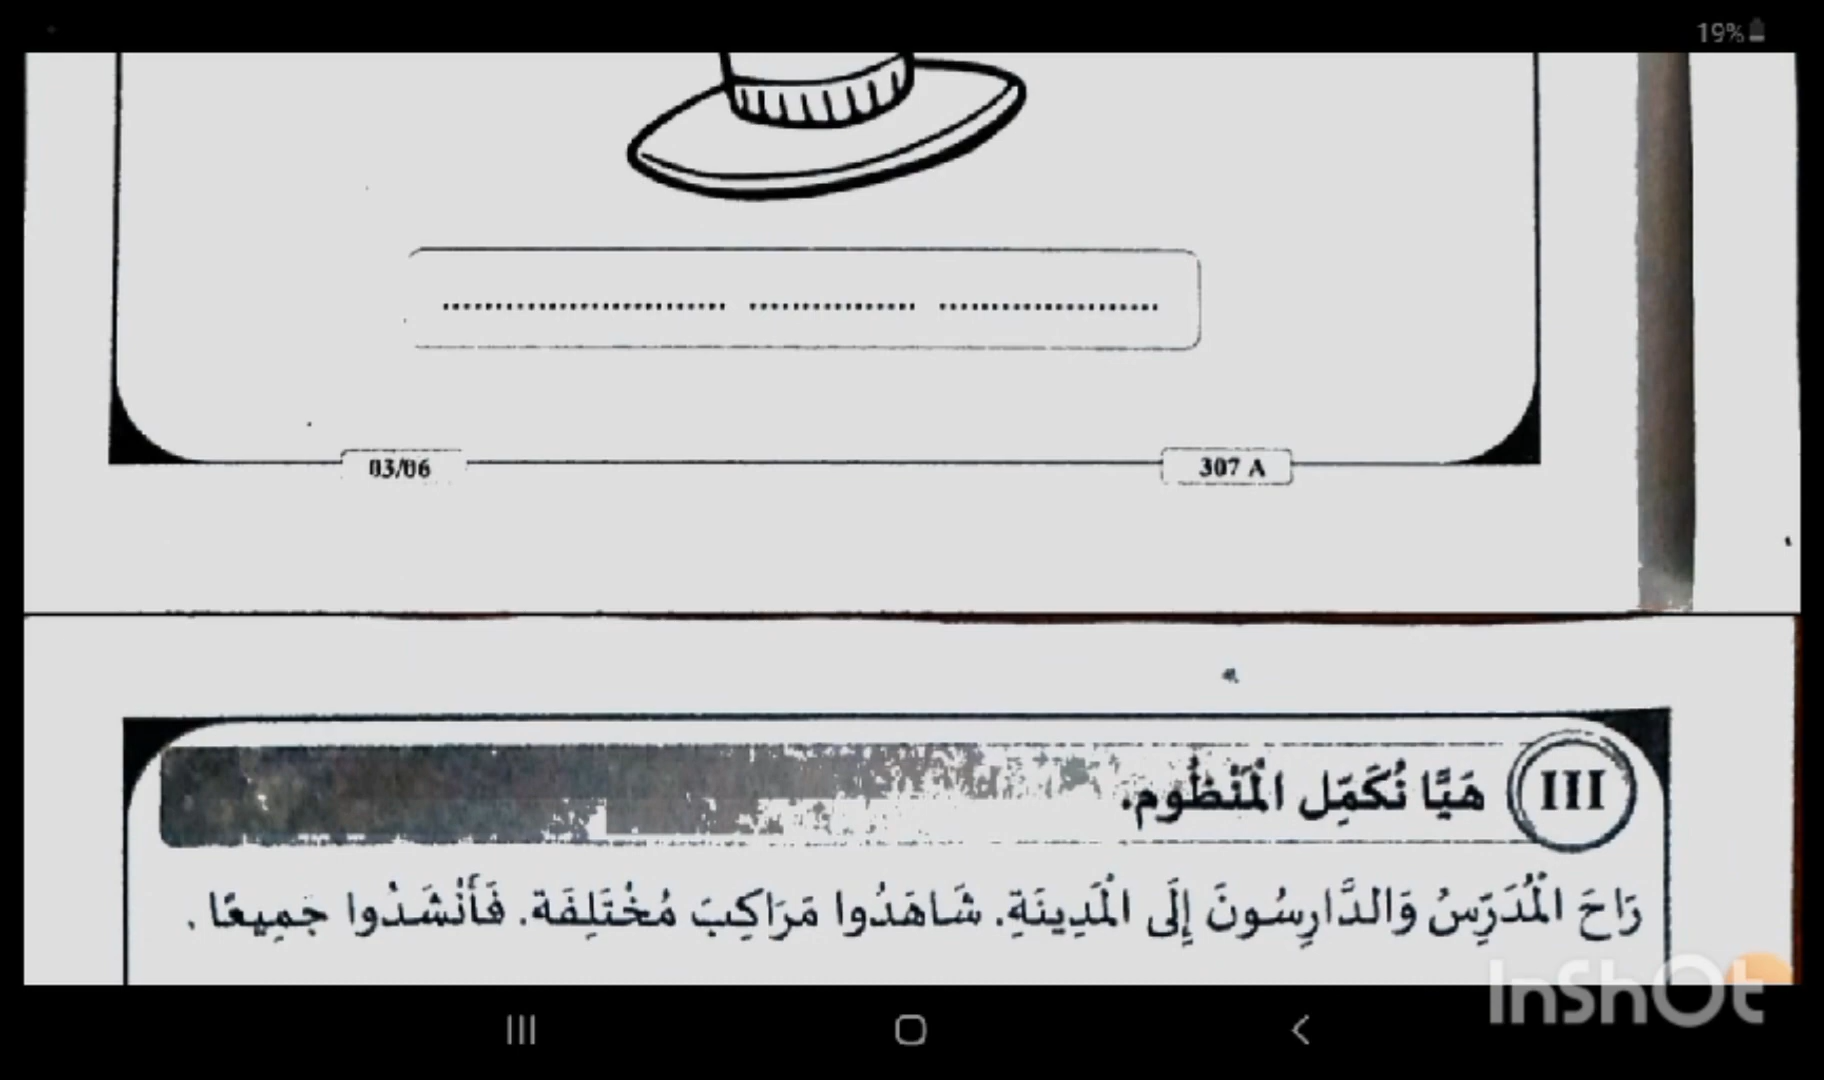 19%
03/06
307 A
III هَيَّا نُكَمِّل الْمَنْظُوم.
رَاحَ الْمُدَرِّسُ وَالدَّارِسُونَ إِلَى الْمَدِينَةِ. شَاهَدُوا مَرَاكِبَ مُخْتَلِفَة. فَأَنْشَدُوا جَمِيعًا .
InShOt